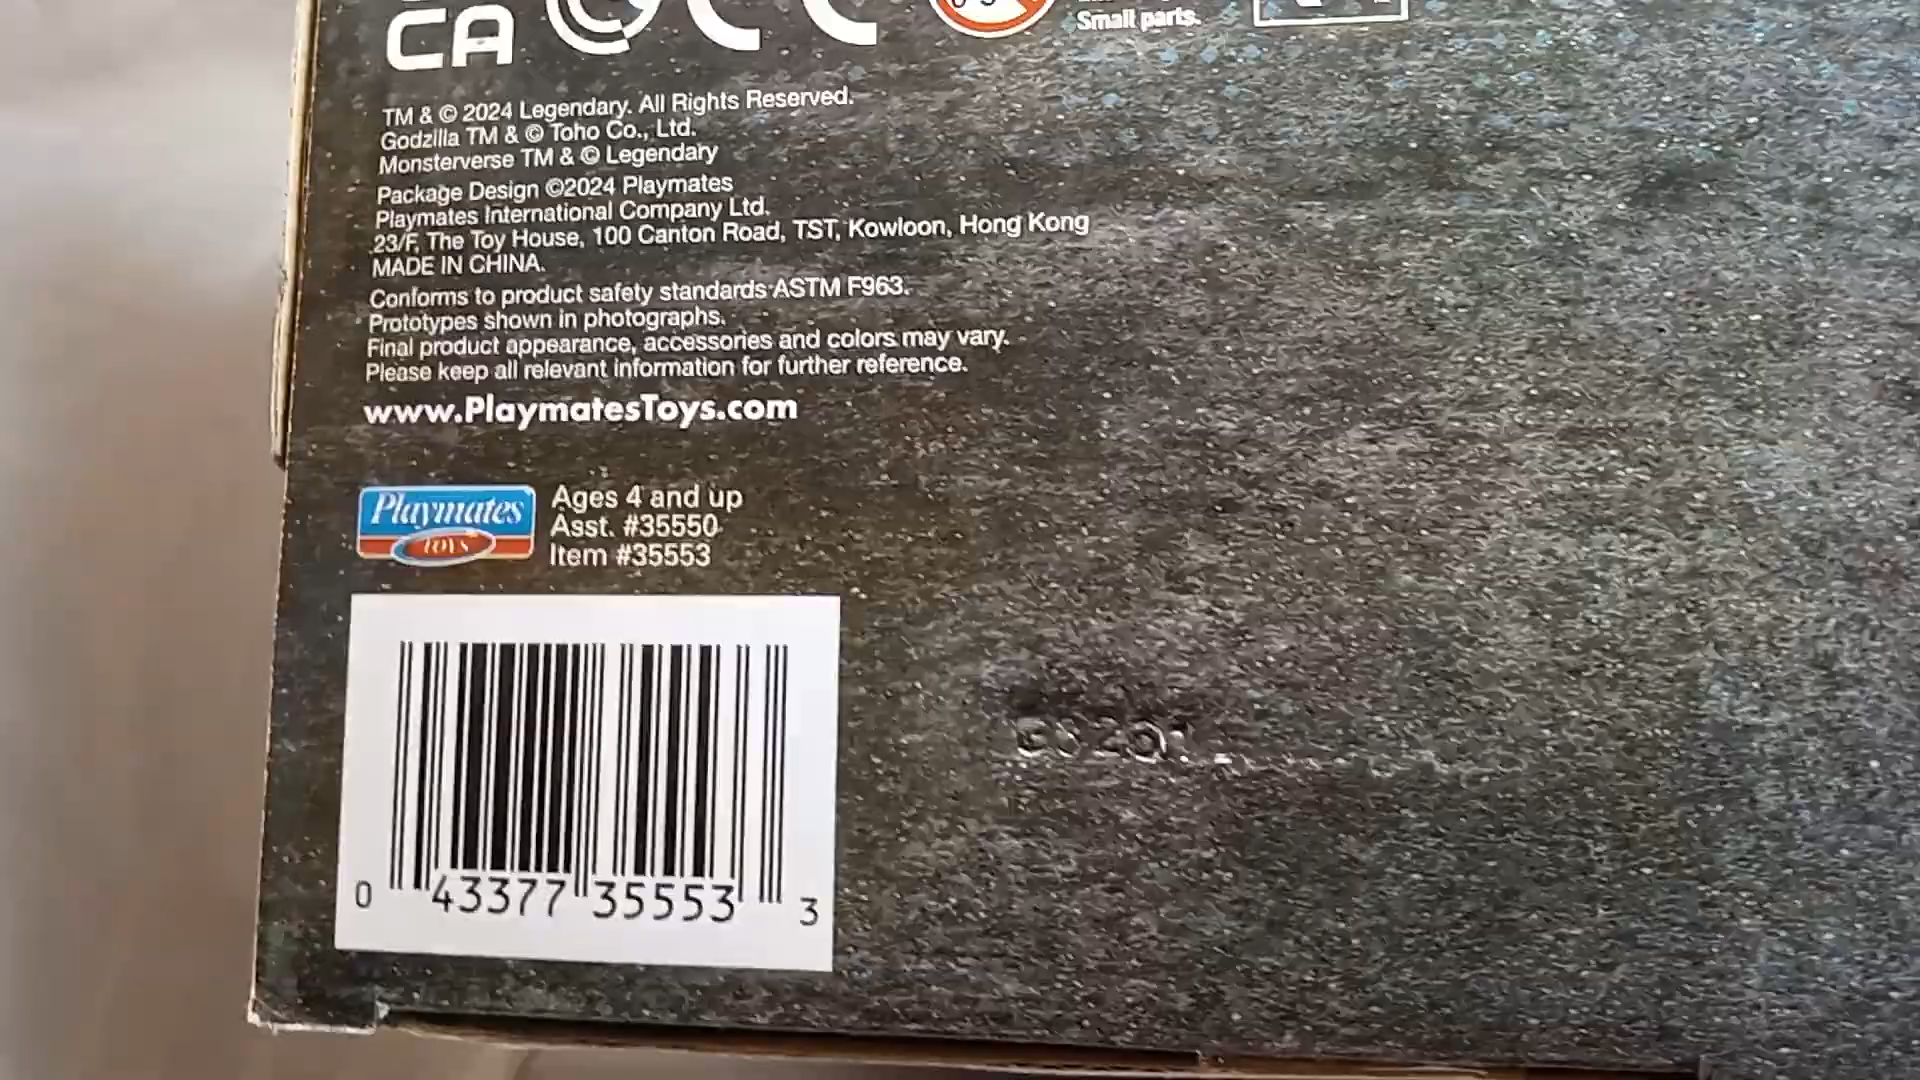 CA
Small parts.
TM & © 2024 Legendary. All Rights Reserved.
Godzilla TM & © Toho Co., Ltd.
Monsterverse TM & © Legendary
Package Design ©2024 Playmates
Playmates International Company Ltd.
23/F, The Toy House, 100 Canton Road, TST, Kowloon, Hong Kong
MADE IN CHINA.
Conforms to product safety standards ASTM F963.
Prototypes shown in photographs.
Final product appearance, accessories and colors may vary.
Please keep all relevant information for further reference.
www.PlaymatesToys.com
Playmates
TOYS
Ages 4 and up
Asst. #35550
Item #35553
0 43377 35553 3